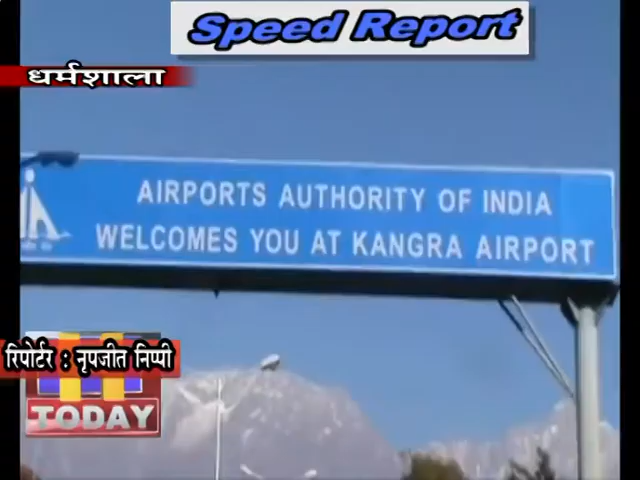 Speed Report
धर्मशाला
AIRPORTS AUTHORITY OF INDIA
WELCOMES YOU AT KANGRA AIRPORT
रिपोर्टर : नृपजीत निप्पी
TODAY